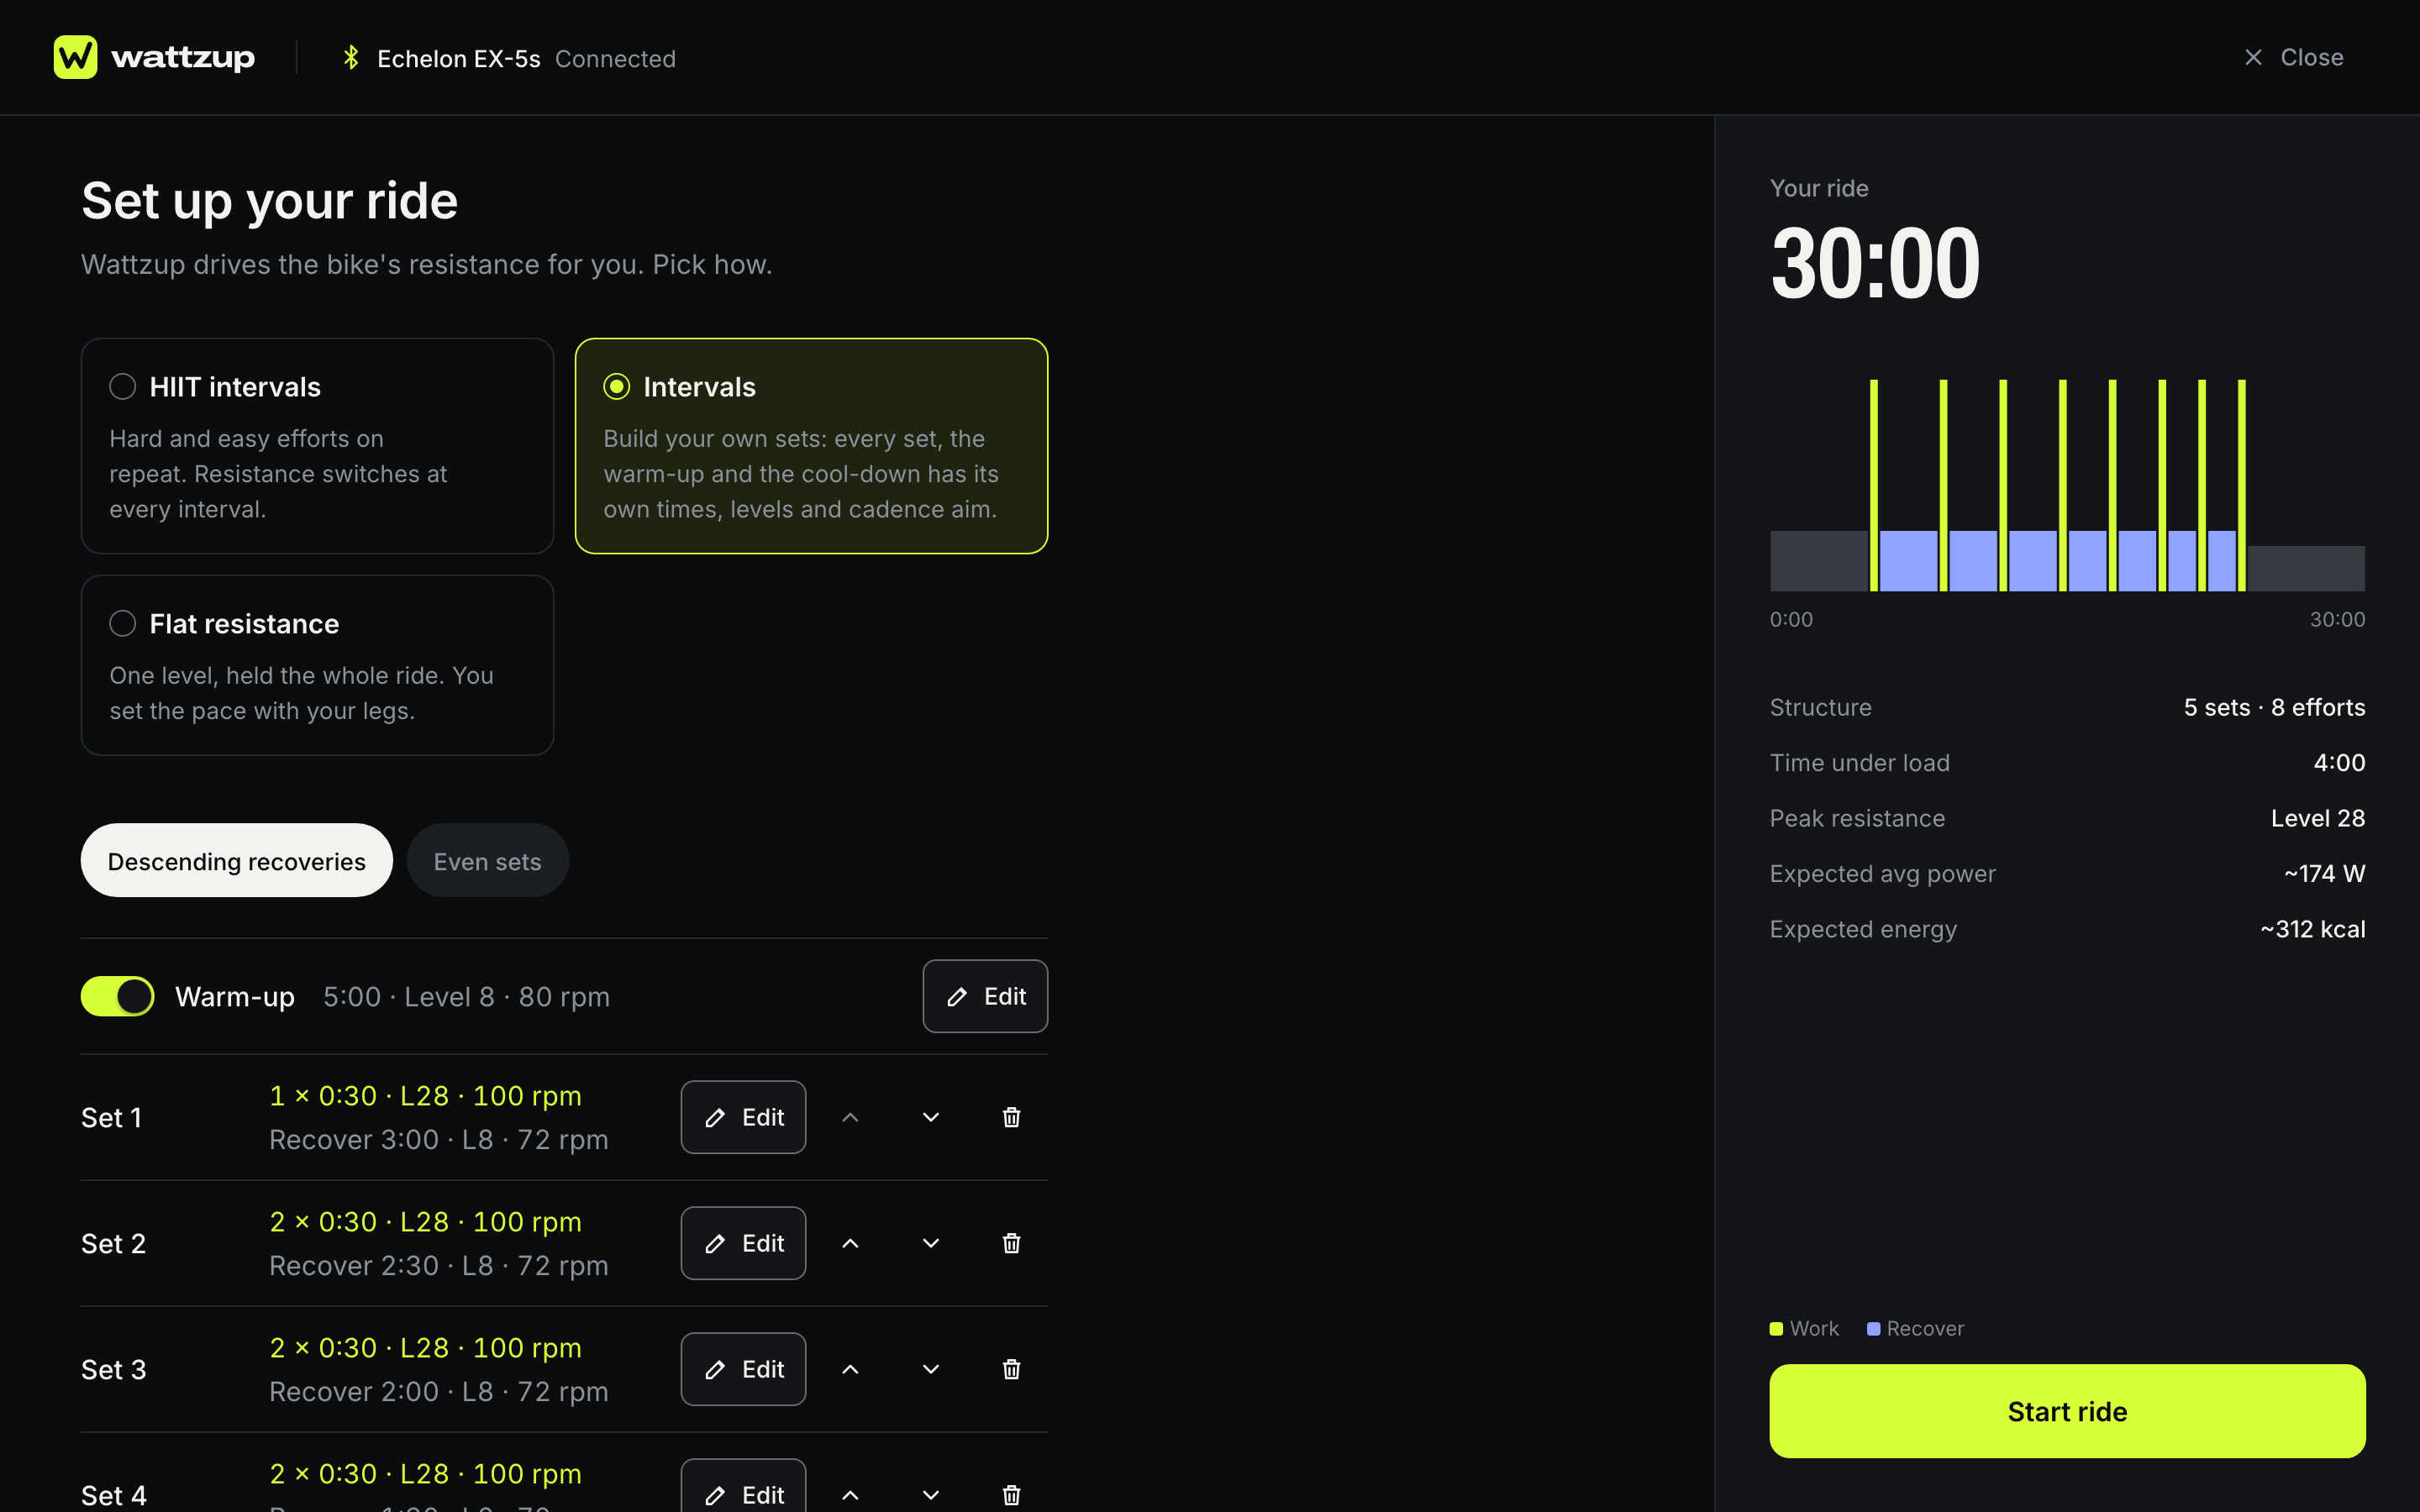 wattzup
Echelon EX-5s Connected
Close
Set up your ride
Wattzup drives the bike's resistance for you. Pick how.
HIIT intervals
Hard and easy efforts on
repeat. Resistance switches at
every interval.
Intervals
Build your own sets: every set, the
warm-up and the cool-down has its
own times, levels and cadence aim.
Flat resistance
One level, held the whole ride. You
set the pace with your legs.
Descending recoveries
Even sets
Warm-up 5:00 · Level 8 · 80 rpm
Edit
Set 1
1 × 0:30 · L28 · 100 rpm
Recover 3:00 · L8 · 72 rpm
Edit
Set 2
2 × 0:30 · L28 · 100 rpm
Recover 2:30 · L8 · 72 rpm
Edit
Set 3
2 × 0:30 · L28 · 100 rpm
Recover 2:00 · L8 · 72 rpm
Edit
Set 4
2 × 0:30 · L28 · 100 rpm
Edit
Your ride
30:00
0:00
30:00
Structure 5 sets · 8 efforts
Time under load 4:00
Peak resistance Level 28
Expected avg power ~174 W
Expected energy ~312 kcal
Work
Recover
Start ride